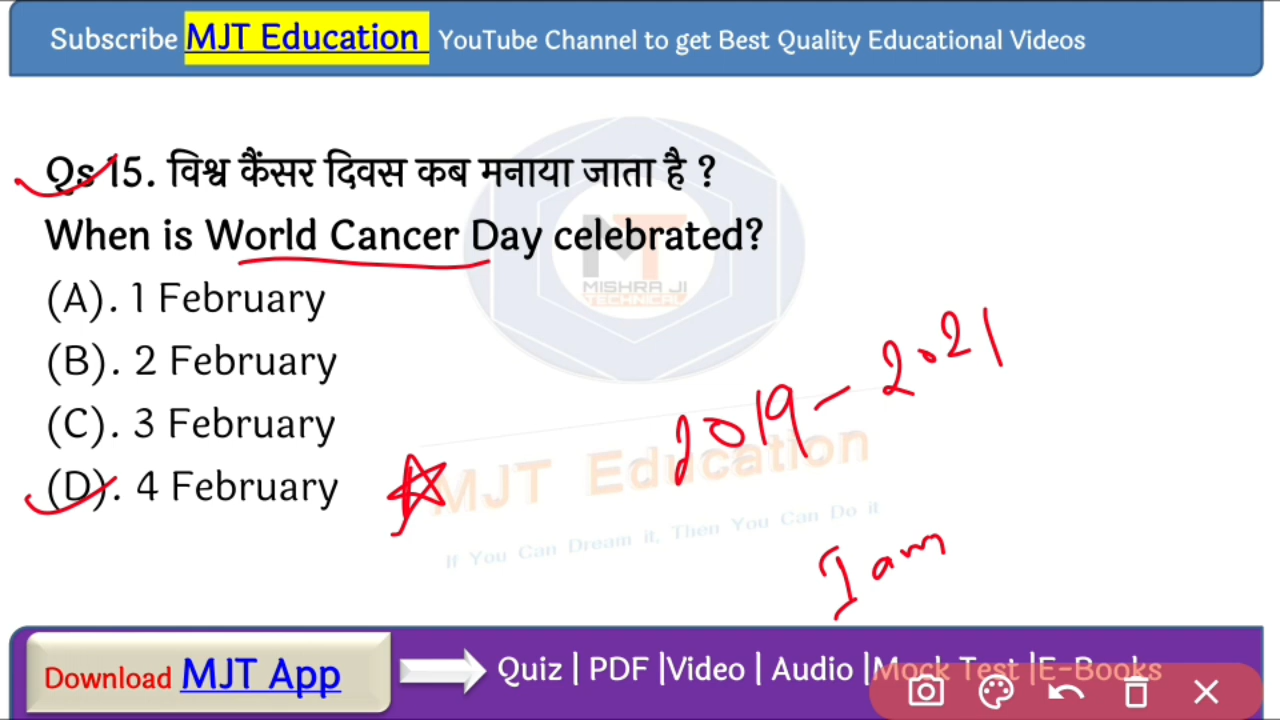 Subscribe MJT Education YouTube Channel to get Best Quality Educational Videos
Qs 15. विश्व कैंसर दिवस कब मनाया जाता है ?
When is World Cancer Day celebrated?
(A). 1 February
(B). 2 February
(C). 3 February
(D). 4 February
2019 - 2021
I am
MT
MISHRA JI
TECHNICAL
MJT Education
If You Can Dream it, Then You Can Do it
Download MJT App
Quiz | PDF |Video | Audio |Mock Test |E-Books